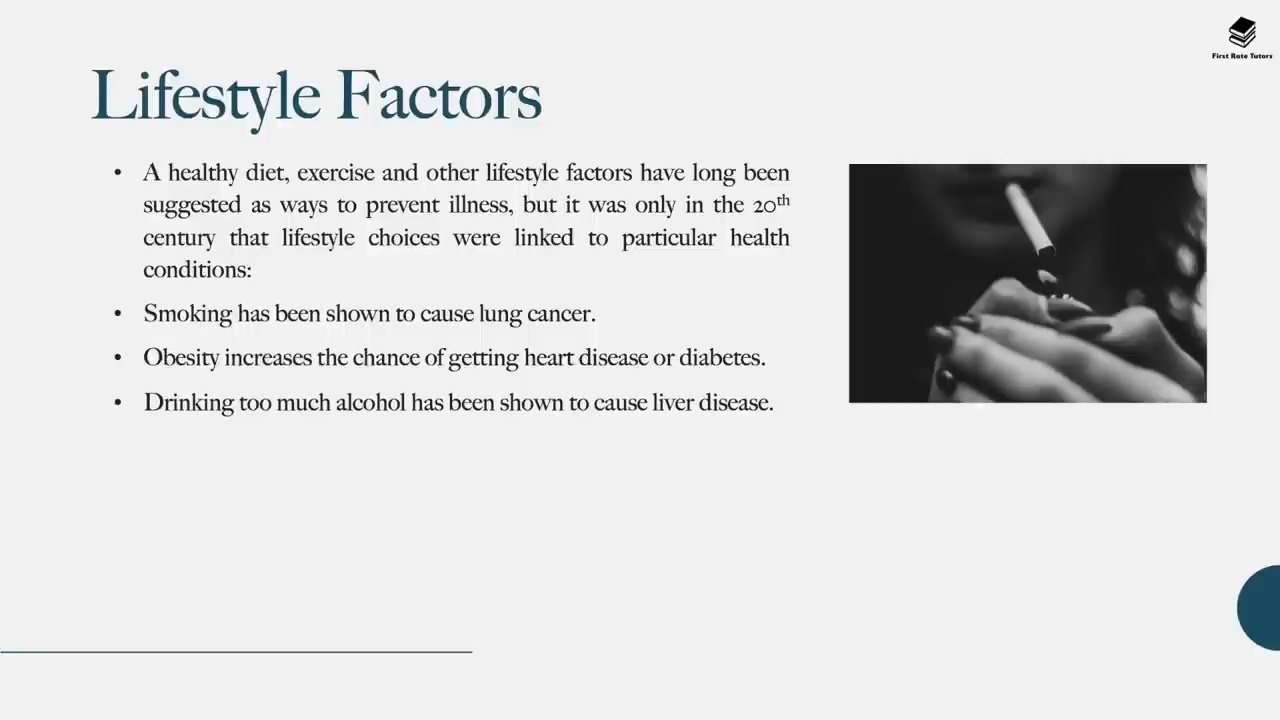 First Rate Tutors
Lifestyle Factors
• A healthy diet, exercise and other lifestyle factors have long been
suggested as ways to prevent illness, but it was only in the 20th
century that lifestyle choices were linked to particular health
conditions:
• Smoking has been shown to cause lung cancer.
• Obesity increases the chance of getting heart disease or diabetes.
• Drinking too much alcohol has been shown to cause liver disease.